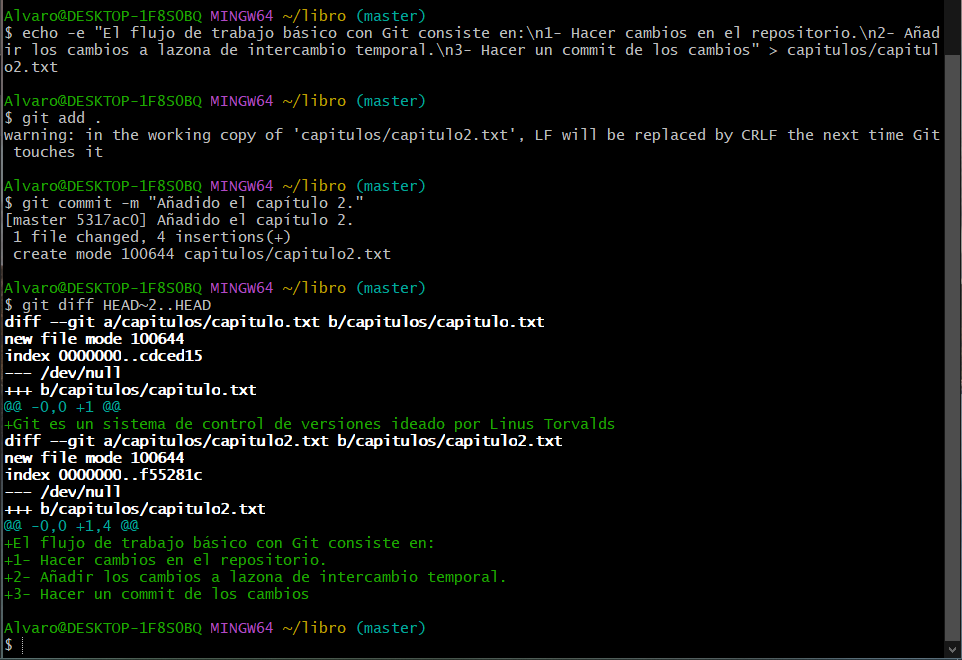 Alvaro@DESKTOP-1F8S0BQ MINGW64 ~/libro (master)
$ echo -e "El flujo de trabajo básico con Git consiste en:\n1- Hacer cambios en el repositorio.\n2- Añad
ir los cambios a lazona de intercambio temporal.\n3- Hacer un commit de los cambios" > capitulos/capitul
o2.txt
Alvaro@DESKTOP-1F8S0BQ MINGW64 ~/libro (master)
$ git add .
warning: in the working copy of 'capitulos/capitulo2.txt', LF will be replaced by CRLF the next time Git
 touches it
Alvaro@DESKTOP-1F8S0BQ MINGW64 ~/libro (master)
$ git commit -m "Añadido el capítulo 2."
[master 5317ac0] Añadido el capítulo 2.
 1 file changed, 4 insertions(+)
 create mode 100644 capitulos/capitulo2.txt
Alvaro@DESKTOP-1F8S0BQ MINGW64 ~/libro (master)
$ git diff HEAD~2..HEAD
diff --git a/capitulos/capitulo.txt b/capitulos/capitulo.txt
new file mode 100644
index 0000000..cdced15
--- /dev/null
+++ b/capitulos/capitulo.txt
@@ -0,0 +1 @@
+Git es un sistema de control de versiones ideado por Linus Torvalds
diff --git a/capitulos/capitulo2.txt b/capitulos/capitulo2.txt
new file mode 100644
index 0000000..f55281c
--- /dev/null
+++ b/capitulos/capitulo2.txt
@@ -0,0 +1,4 @@
+El flujo de trabajo básico con Git consiste en:
+1- Hacer cambios en el repositorio.
+2- Añadir los cambios a lazona de intercambio temporal.
+3- Hacer un commit de los cambios
Alvaro@DESKTOP-1F8S0BQ MINGW64 ~/libro (master)
$